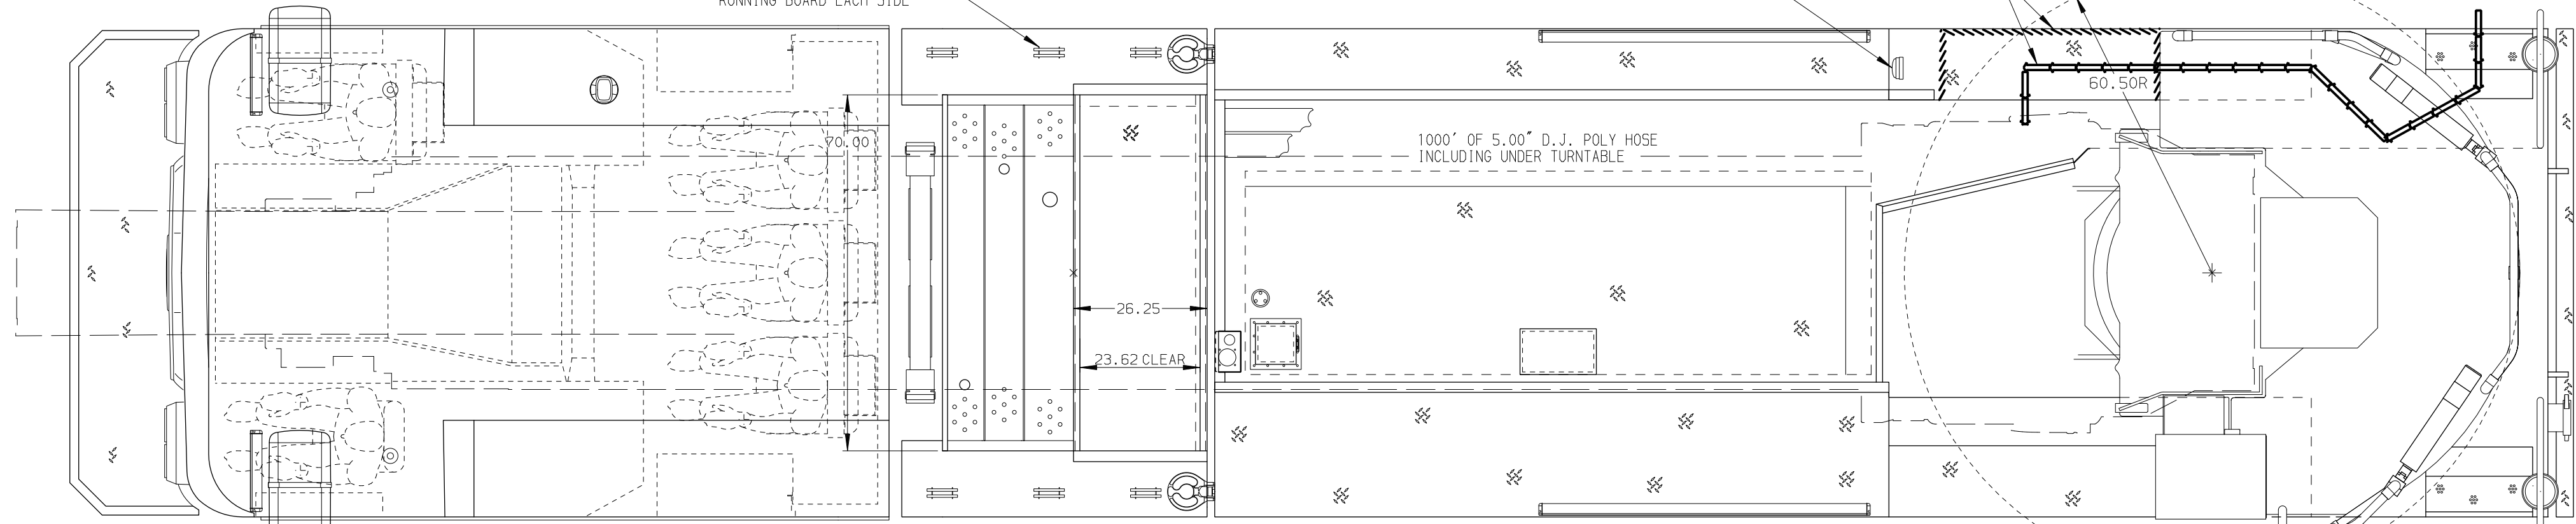 RUNNING BOARD EACH SIDE
60.50R
1000' OF 5.00" D.J. POLY HOSE
INCLUDING UNDER TURNTABLE
70.00
26.25
23.62 CLEAR